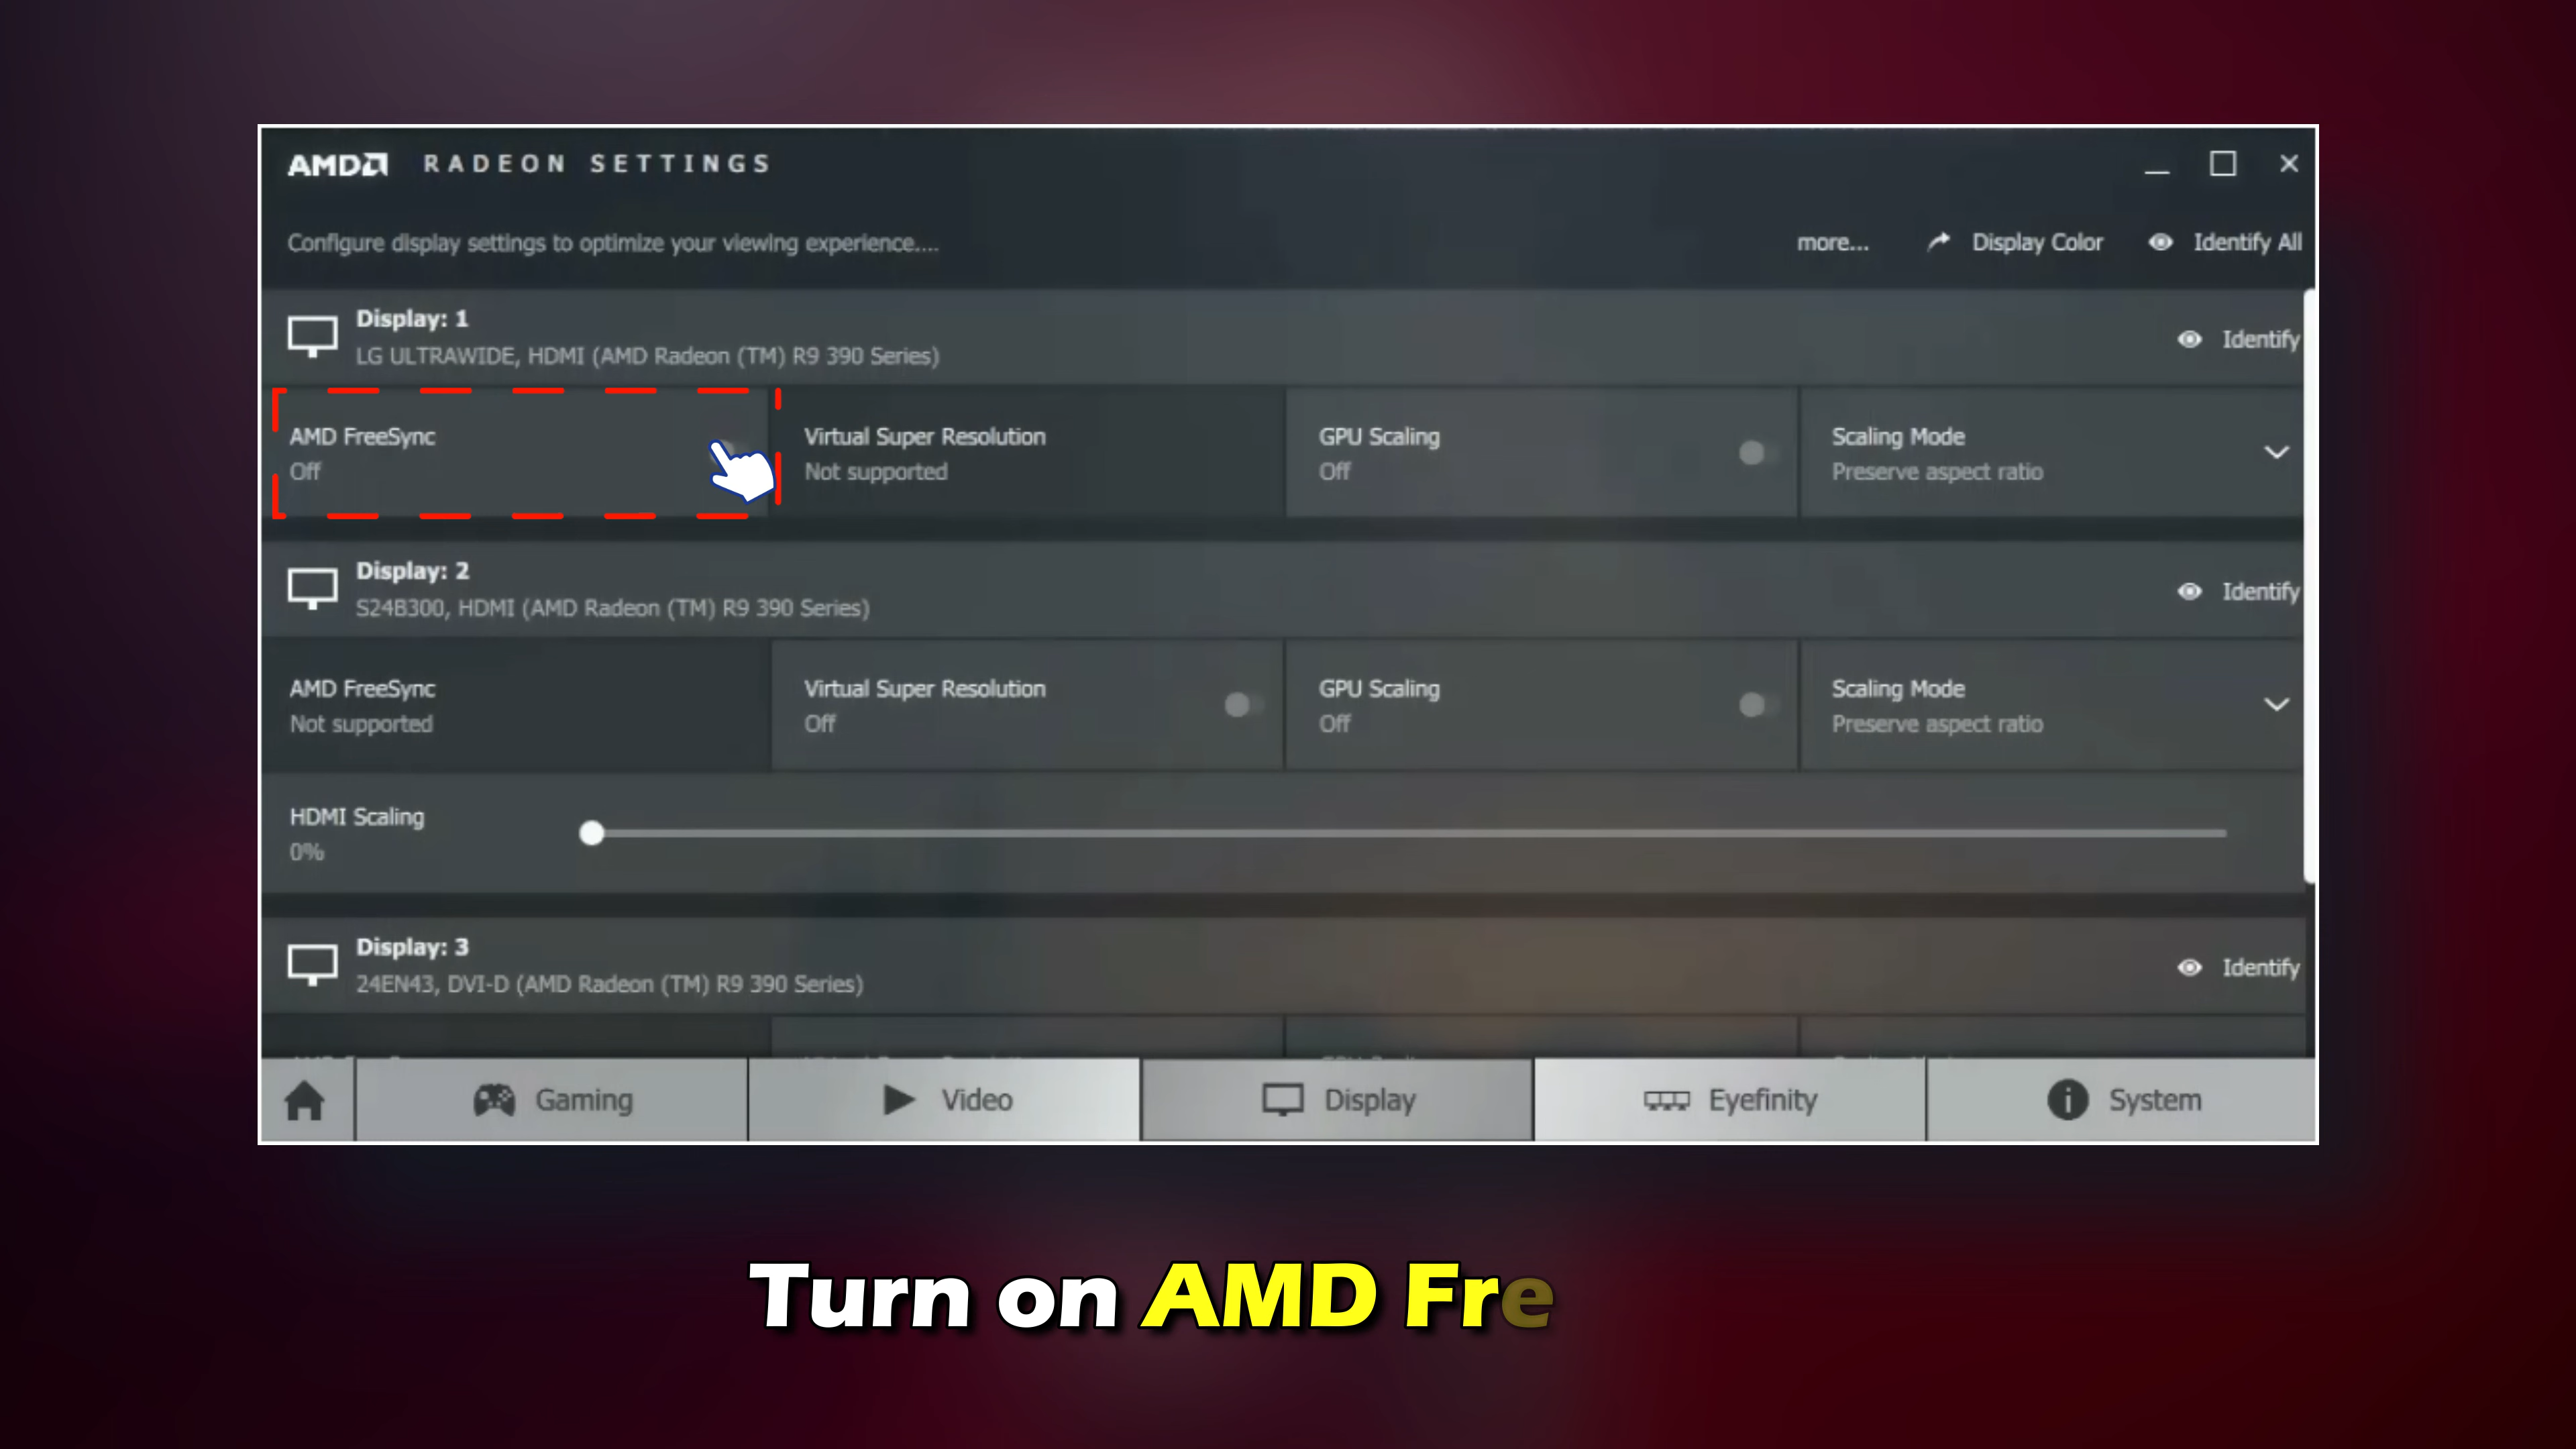 AMD RADEON SETTINGS
Configure display settings to optimize your viewing experience....
more... Display Color Identify All
Display: 1
LG ULTRAWIDE, HDMI (AMD Radeon (TM) R9 390 Series)
Identify
AMD FreeSync
Off
Virtual Super Resolution
Not supported
GPU Scaling
Off
Scaling Mode
Preserve aspect ratio
Display: 2
S24B300, HDMI (AMD Radeon (TM) R9 390 Series)
Identify
AMD FreeSync
Not supported
Virtual Super Resolution
Off
GPU Scaling
Off
Scaling Mode
Preserve aspect ratio
HDMI Scaling
0%
Display: 3
24EN43, DVI-D (AMD Radeon (TM) R9 390 Series)
Identify
Gaming Video Display Eyefinity System
Turn on AMD Fre